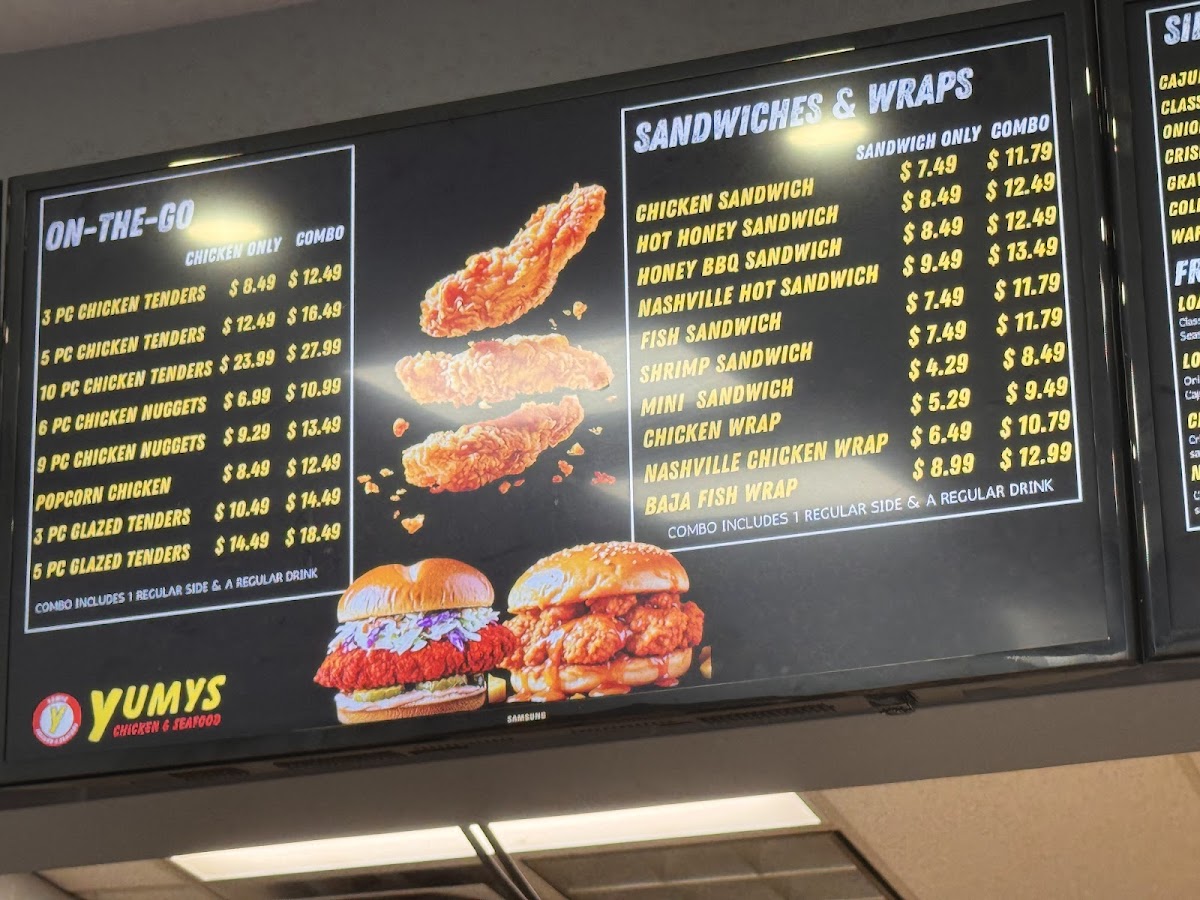 ON-THE-GO
CHICKEN ONLY COMBO
3 PC CHICKEN TENDERS $ 8.49 $ 12.49
5 PC CHICKEN TENDERS $ 12.49 $ 16.49
10 PC CHICKEN TENDERS $ 23.99 $ 27.99
6 PC CHICKEN NUGGETS $ 6.99 $ 10.99
9 PC CHICKEN NUGGETS $ 9.29 $ 13.49
POPCORN CHICKEN $ 8.49 $ 12.49
3 PC GLAZED TENDERS $ 10.49 $ 14.49
5 PC GLAZED TENDERS $ 14.49 $ 18.49
COMBO INCLUDES 1 REGULAR SIDE & A REGULAR DRINK
Y YUMYS
CHICKEN & SEAFOOD
SANDWICHES & WRAPS
SANDWICH ONLY COMBO
CHICKEN SANDWICH $ 7.49 $ 11.79
HOT HONEY SANDWICH $ 8.49 $ 12.49
HONEY BBQ SANDWICH $ 8.49 $ 12.49
NASHVILLE HOT SANDWICH $ 9.49 $ 13.49
FISH SANDWICH $ 7.49 $ 11.79
SHRIMP SANDWICH $ 7.49 $ 11.79
MINI SANDWICH $ 4.29 $ 8.49
CHICKEN WRAP $ 5.29 $ 9.49
NASHVILLE CHICKEN WRAP $ 6.49 $ 10.79
BAJA FISH WRAP $ 8.99 $ 12.99
COMBO INCLUDES 1 REGULAR SIDE & A REGULAR DRINK
SAMSUNG